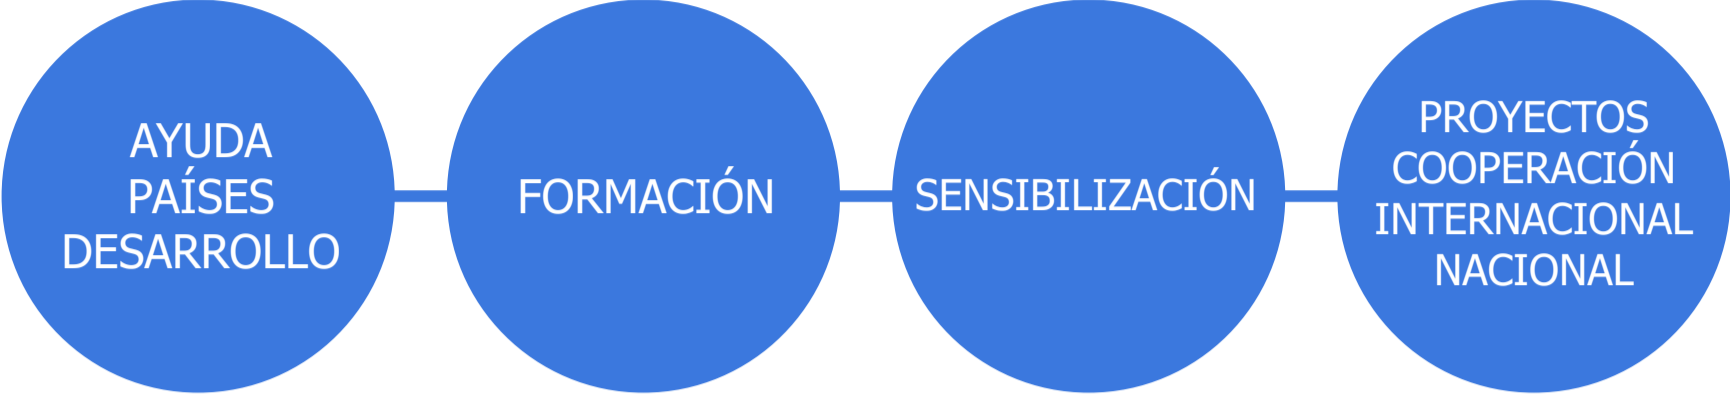 AYUDA
PAÍSES
DESARROLLO
FORMACIÓN
SENSIBILIZACIÓN
PROYECTOS
COOPERACIÓN
INTERNACIONAL
NACIONAL